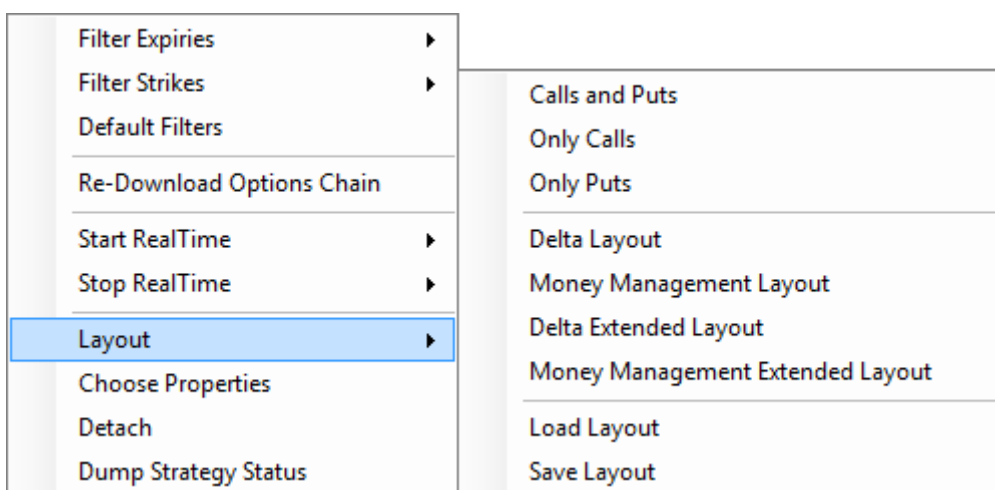 Filter Expiries
Filter Strikes
Default Filters
Re-Download Options Chain
Start RealTime
Stop RealTime
Layout
Choose Properties
Detach
Dump Strategy Status
Calls and Puts
Only Calls
Only Puts
Delta Layout
Money Management Layout
Delta Extended Layout
Money Management Extended Layout
Load Layout
Save Layout